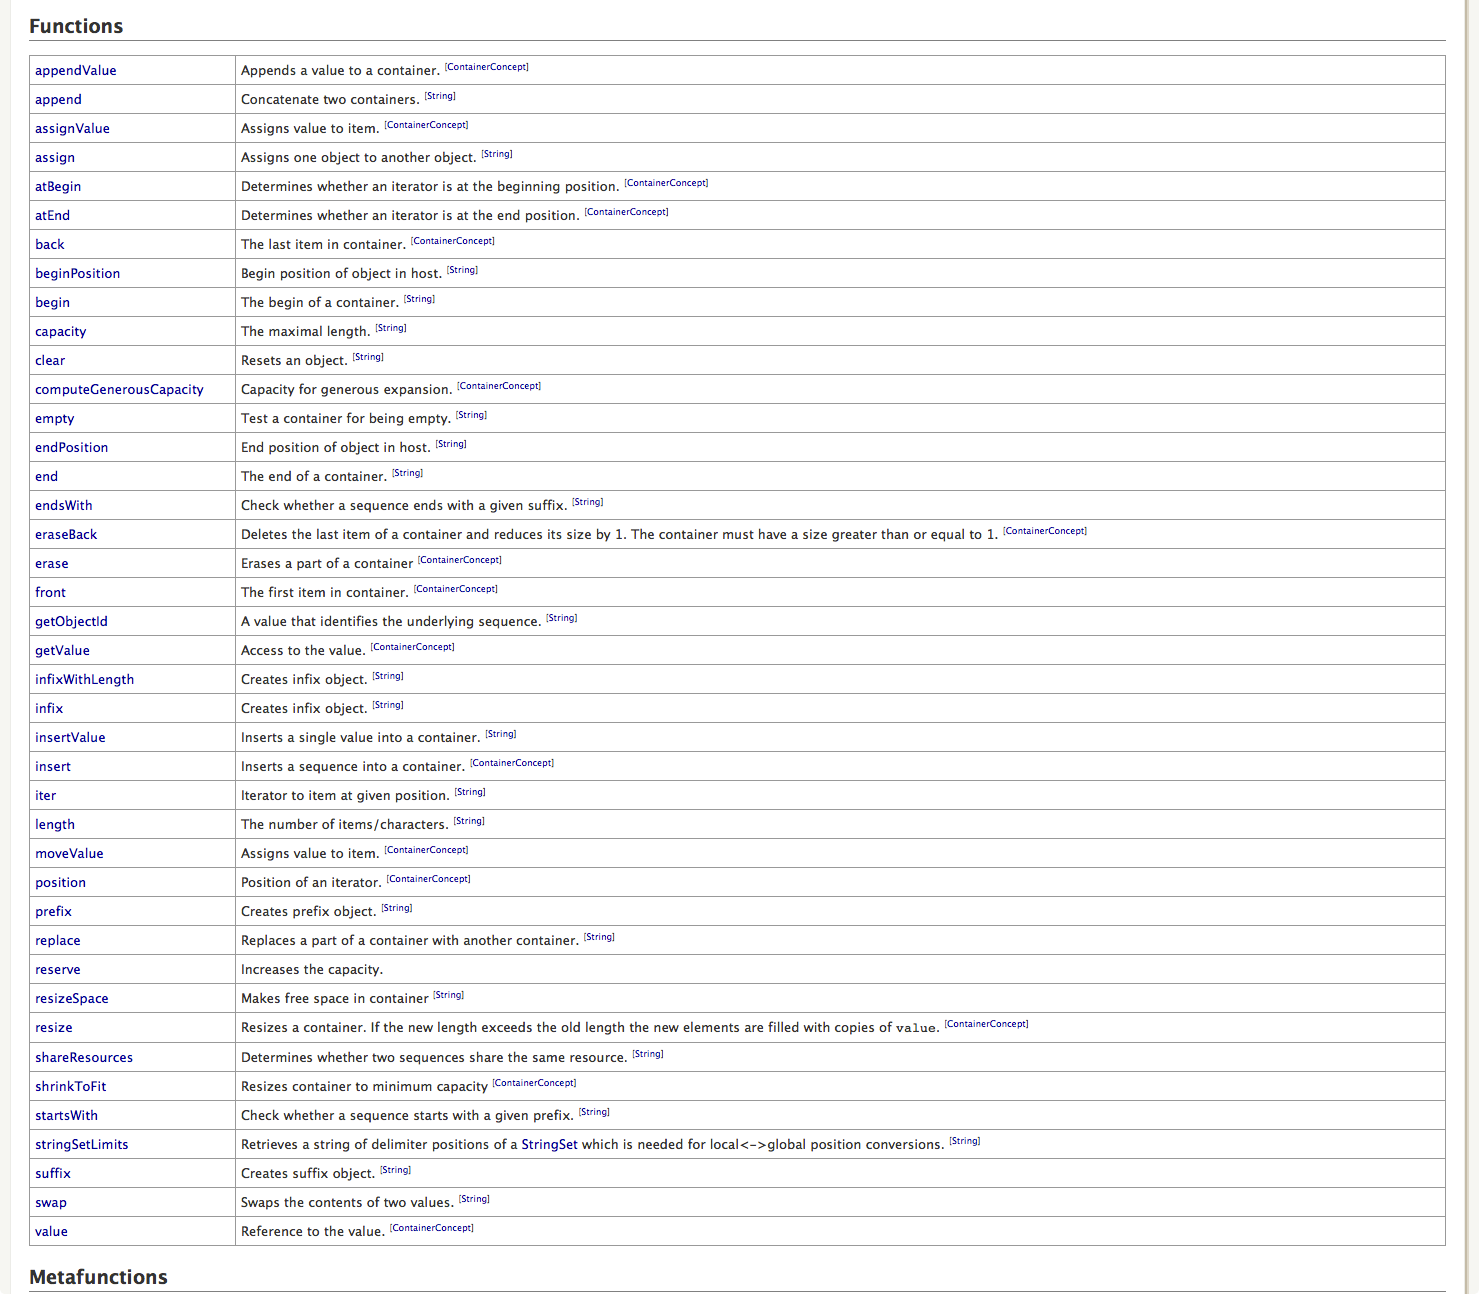 Functions
appendValue Appends a value to a container. [ContainerConcept]
append Concatenate two containers. [String]
assignValue Assigns value to item. [ContainerConcept]
assign Assigns one object to another object. [String]
atBegin Determines whether an iterator is at the beginning position. [ContainerConcept]
atEnd Determines whether an iterator is at the end position. [ContainerConcept]
back The last item in container. [ContainerConcept]
beginPosition Begin position of object in host. [String]
begin The begin of a container. [String]
capacity The maximal length. [String]
clear Resets an object. [String]
computeGenerousCapacity Capacity for generous expansion. [ContainerConcept]
empty Test a container for being empty. [String]
endPosition End position of object in host. [String]
end The end of a container. [String]
endsWith Check whether a sequence ends with a given suffix. [String]
eraseBack Deletes the last item of a container and reduces its size by 1. The container must have a size greater than or equal to 1. [ContainerConcept]
erase Erases a part of a container [ContainerConcept]
front The first item in container. [ContainerConcept]
getObjectId A value that identifies the underlying sequence. [String]
getValue Access to the value. [ContainerConcept]
infixWithLength Creates infix object. [String]
infix Creates infix object. [String]
insertValue Inserts a single value into a container. [String]
insert Inserts a sequence into a container. [ContainerConcept]
iter Iterator to item at given position. [String]
length The number of items/characters. [String]
moveValue Assigns value to item. [ContainerConcept]
position Position of an iterator. [ContainerConcept]
prefix Creates prefix object. [String]
replace Replaces a part of a container with another container. [String]
reserve Increases the capacity.
resizeSpace Makes free space in container [String]
resize Resizes a container. If the new length exceeds the old length the new elements are filled with copies of value. [ContainerConcept]
shareResources Determines whether two sequences share the same resource. [String]
shrinkToFit Resizes container to minimum capacity [ContainerConcept]
startsWith Check whether a sequence starts with a given prefix. [String]
stringSetLimits Retrieves a string of delimiter positions of a StringSet which is needed for local<->global position conversions. [String]
suffix Creates suffix object. [String]
swap Swaps the contents of two values. [String]
value Reference to the value. [ContainerConcept]
Metafunctions